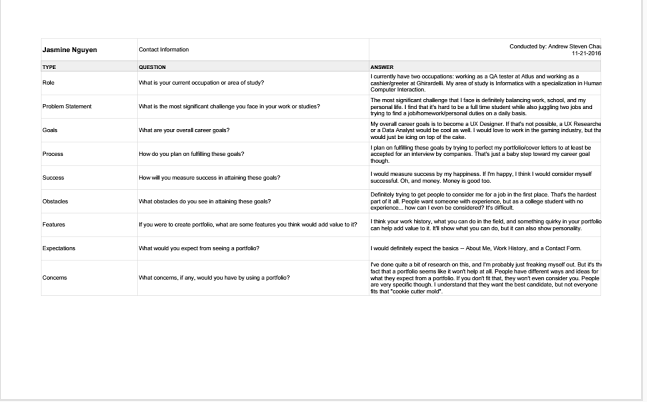 Jasmine Nguyen
Contact Information
Conducted by: Andrew Steven Chau
11-21-2016
TYPE
QUESTION
ANSWER
Role
What is your current occupation or area of study?
I currently have two occupations: working as a QA tester at Atlus and working as a
cashier/greeter at Ghirardelli. My area of study is Informatics with a specialization in Human
Computer Interaction.
Problem Statement
What is the most significant challenge you face in your work or studies?
The most significant challenge that I face is definitely balancing work, school, and my
personal life. I find that it's hard to be a full time student while also juggling two jobs and
trying to find a job/homework/personal duties on a daily basis.
Goals
What are your overall career goals?
My overall career goals is to become a UX Designer. If that's not possible, a UX Researche
or a Data Analyst would be cool as well. I would love to work in the gaming industry, but tha
would just be icing on top of the cake.
Process
How do you plan on fulfilling these goals?
I plan on fulfilling these goals by trying to perfect my portfolio/cover letters to at least be
accepted for an interview by companies. That's just a baby step toward my career goal
though.
Success
How will you measure success in attaining these goals?
I would measure success by my happiness. If I'm happy, I think I would consider myself
successful. Oh, and money. Money is good too.
Obstacles
What obstacles do you see in attaining these goals?
Definitely trying to get people to consider me for a job in the first place. That's the hardest
part of it all. People want someone with experience, but as a college student with no
experience... how can I even be considered? It's difficult.
Features
If you were to create portfolio, what are some features you think would add value to it?
I think your work history, what you can do in the field, and something quirky in your portfolio
can help add value to it. It'll show what you can do, but it can also show personality.
Expectations
What would you expect from seeing a portfolio?
I would definitely expect the basics -- About Me, Work History, and a Contact Form.
Concerns
What concerns, if any, would you have by using a portfolio?
I've done quite a bit of research on this, and I'm probably just freaking myself out. But it's th
fact that a portfolio seems like it won't help at all. People have different ways and ideas for
what they expect from a portfolio. If you don't fit that, they won't even consider you. People
are very specific though. I understand that they want the best candidate, but not everyone
fits that "cookie cutter mold".